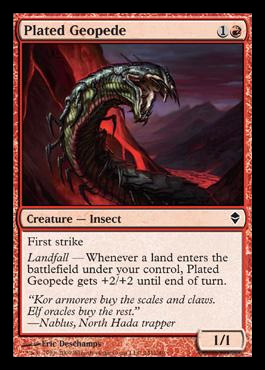 Plated Geopede
1
Creature — Insect
First strike
Landfall — Whenever a land enters the
battlefield under your control, Plated
Geopede gets +2/+2 until end of turn.
"Kor armorers buy the scales and claws.
Elf oracles buy the rest."
—Nablus, North Hada trapper
Eric Deschamps
1/1